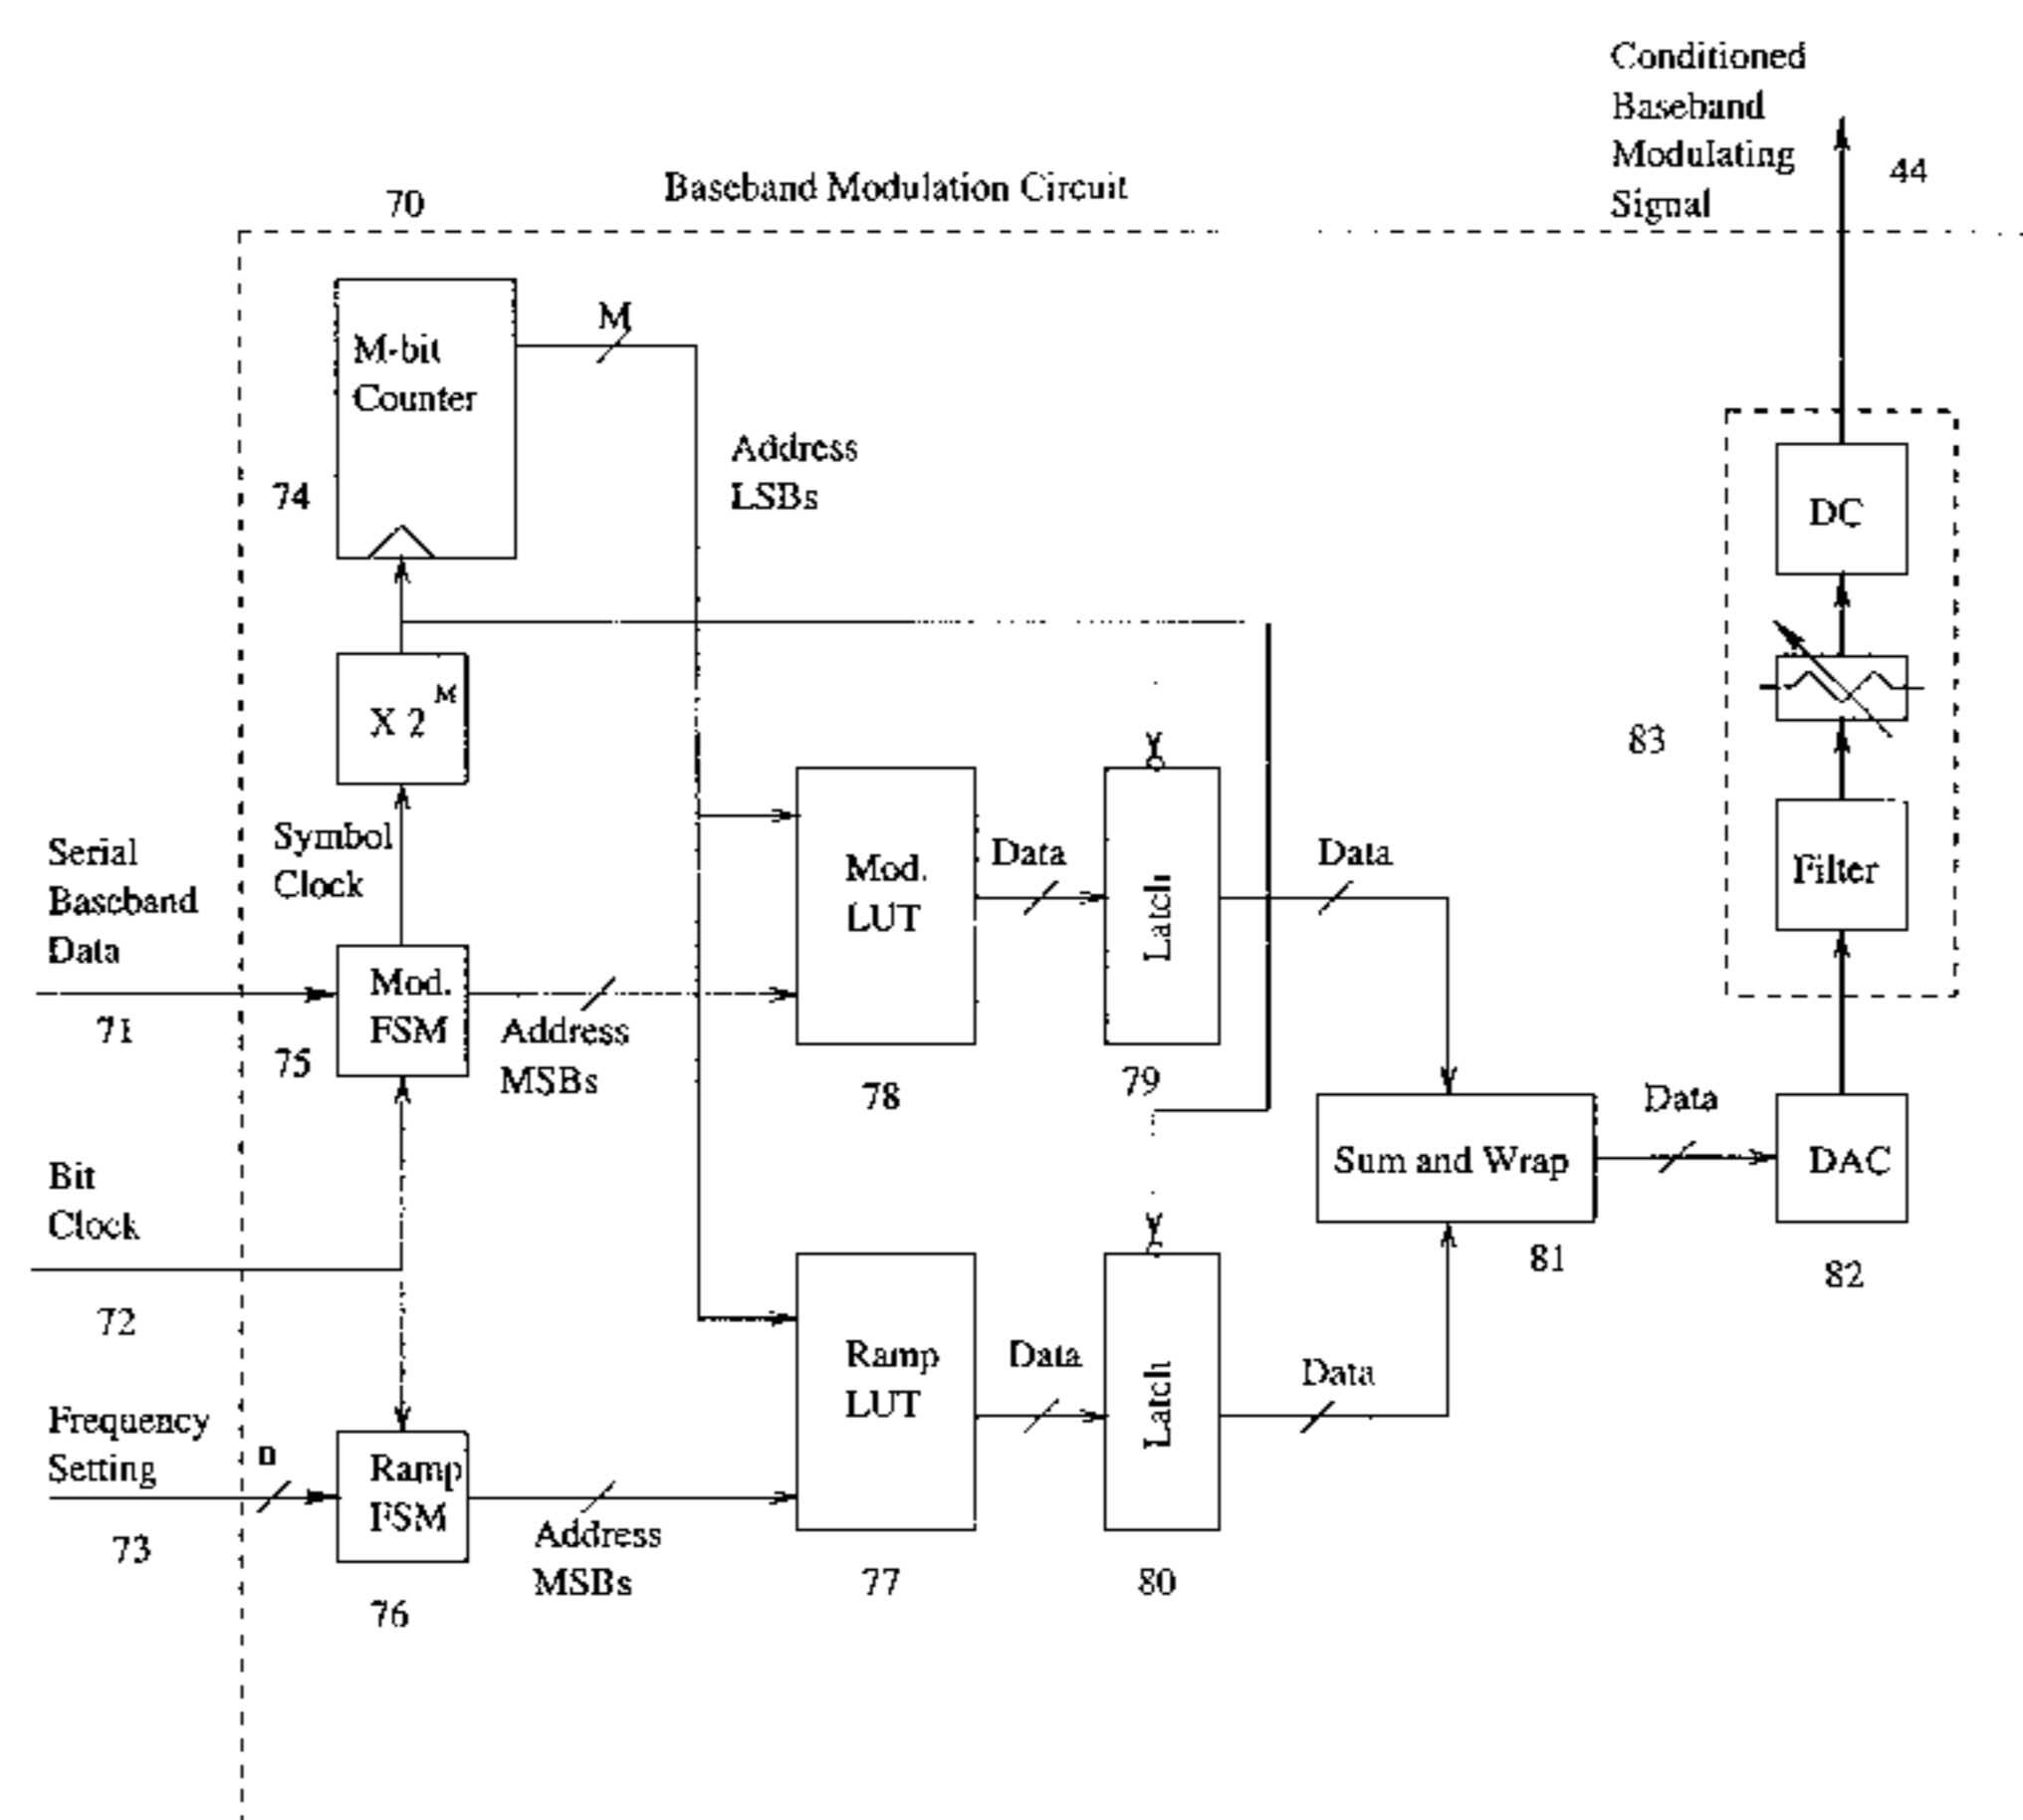 Conditioned
Baseband
Modulating
Signal
44
70
Baseband Modulation Circuit
M-bit
Counter
M
74
Address
LSBs
DC
X 2 M
83
Symbol
Clock
Serial
Baseband
Data
71
Mod.
FSM
75
Address
MSBs
Mod.
LUT
78
Data
Latch
79
Data
Filter
Bit
Clock
72
Sum and Wrap
81
Data
DAC
82
Frequency
Setting
n
73
Ramp
FSM
76
Address
MSBs
Ramp
LUT
77
Data
Latch
80
Data